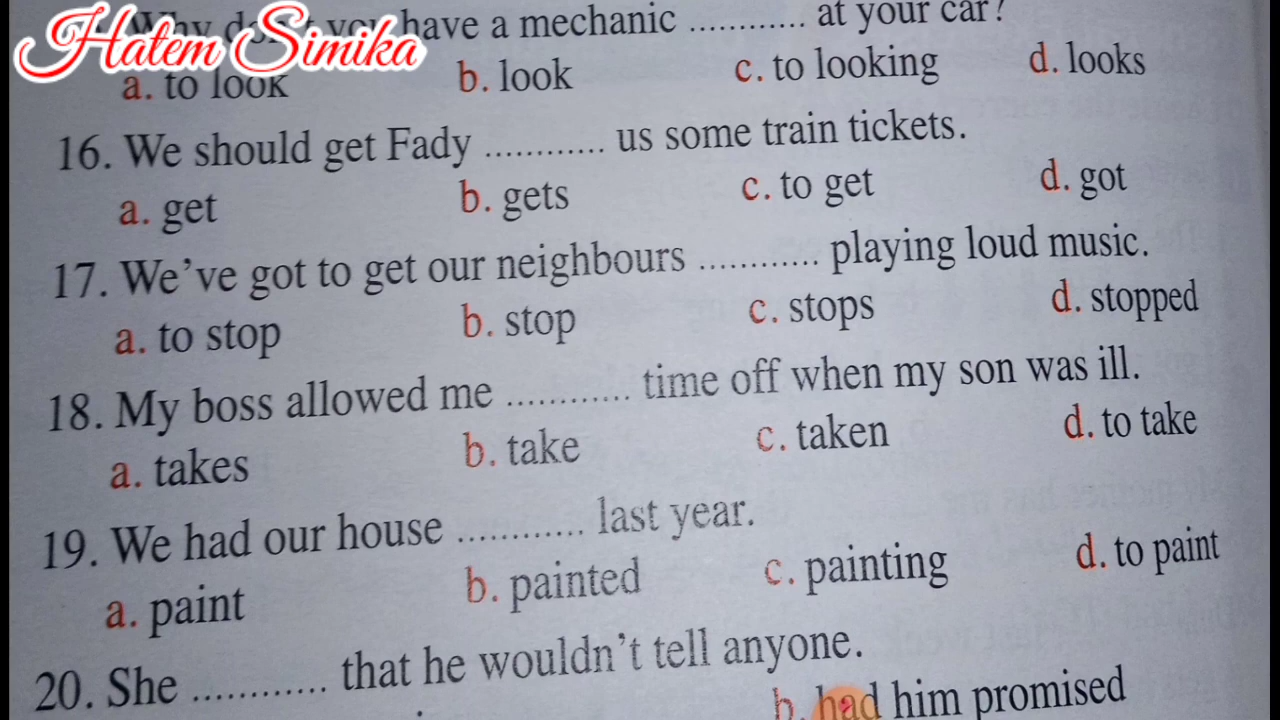 Hatem Simika
Why don't you have a mechanic ............ at your car?
a. to look b. look c. to looking d. looks
16. We should get Fady ............ us some train tickets.
a. get b. gets c. to get d. got
17. We've got to get our neighbours ............ playing loud music.
a. to stop b. stop c. stops d. stopped
18. My boss allowed me ............ time off when my son was ill.
a. takes b. take c. taken d. to take
19. We had our house ............ last year.
a. paint b. painted c. painting d. to paint
20. She ............ that he wouldn't tell anyone.
b. had him promised